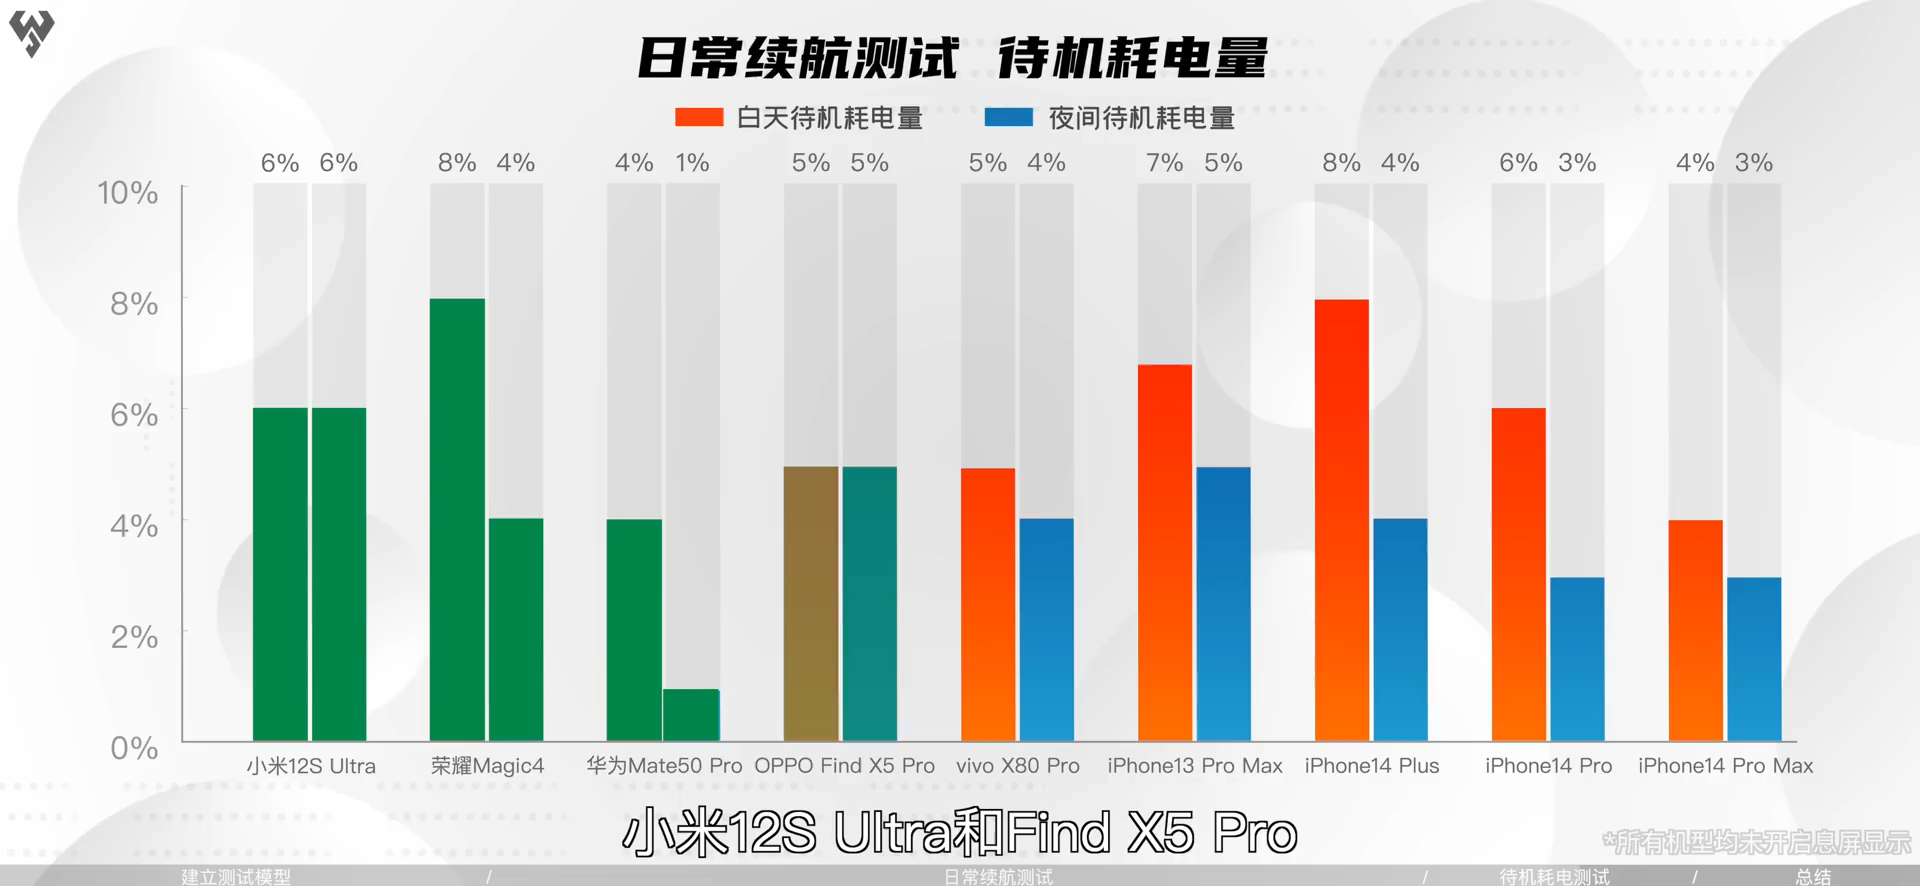 日常续航测试 待机耗电量
白天待机耗电量 夜间待机耗电量
6% 6% 8% 4% 4% 1% 5% 5% 5% 4% 7% 5% 8% 4% 6% 3% 4% 3%
10%
8%
6%
4%
2%
0%
小米12S Ultra 荣耀Magic4 华为Mate50 Pro OPPO Find X5 Pro vivo X80 Pro iPhone13 Pro Max iPhone14 Plus iPhone14 Pro iPhone14 Pro Max
小米12S Ultra和Find X5 Pro
*所有机型均未开启息屏显示
建立测试模型 / 日常续航测试 / 待机耗电测试 / 总结